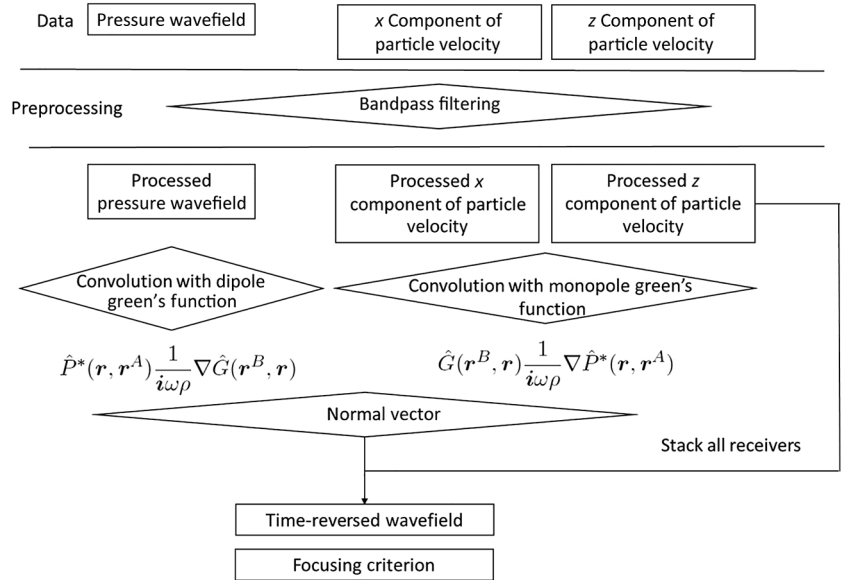 Data
Pressure wavefield
x Component of
particle velocity
z Component of
particle velocity
Preprocessing
Bandpass filtering
Processed
pressure wavefield
Processed x
component of particle
velocity
Processed z
component of particle
velocity
Convolution with dipole
green's function
Convolution with monopole green's
function
P̂*(r, r^A) 1/(iωρ) ∇Ĝ(r^B, r)
Ĝ(r^B, r) 1/(iωρ) ∇P̂*(r, r^A)
Normal vector
Stack all receivers
Time-reversed wavefield
Focusing criterion